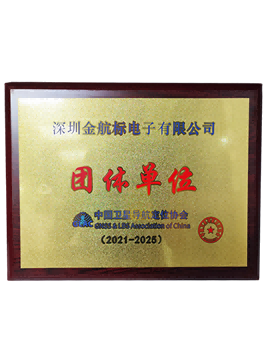 深圳金航标电子有限公司
团体单位
中国卫星导航定位协会
GNSS & LBS Association of China
(2021-2025)